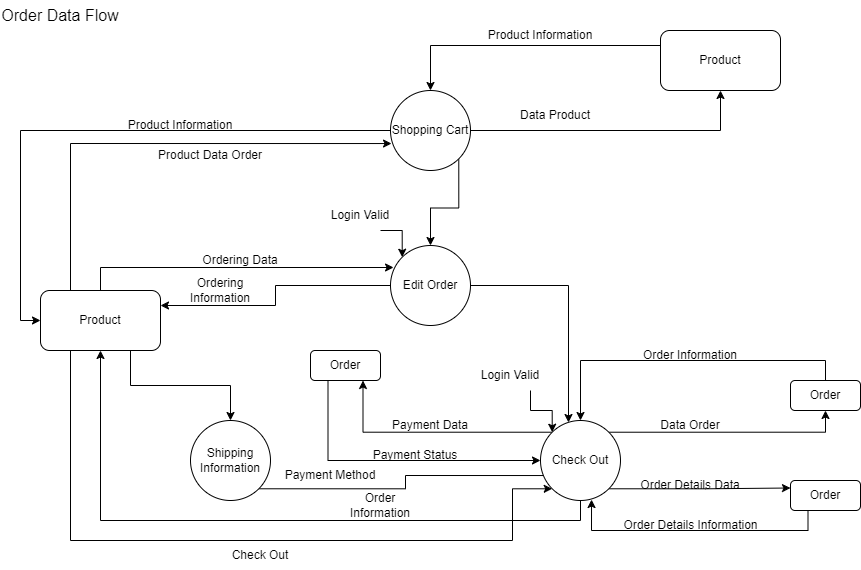 Order Data Flow
Product Information
Product
Data Product
Product Information
Shopping Cart
Product Data Order
Login Valid
Ordering Data
Ordering
Information
Edit Order
Product
Order
Login Valid
Order Information
Order
Payment Data
Data Order
Shipping
Information
Payment Status
Check Out
Payment Method
Order Details Data
Order
Order
Information
Order Details Information
Check Out